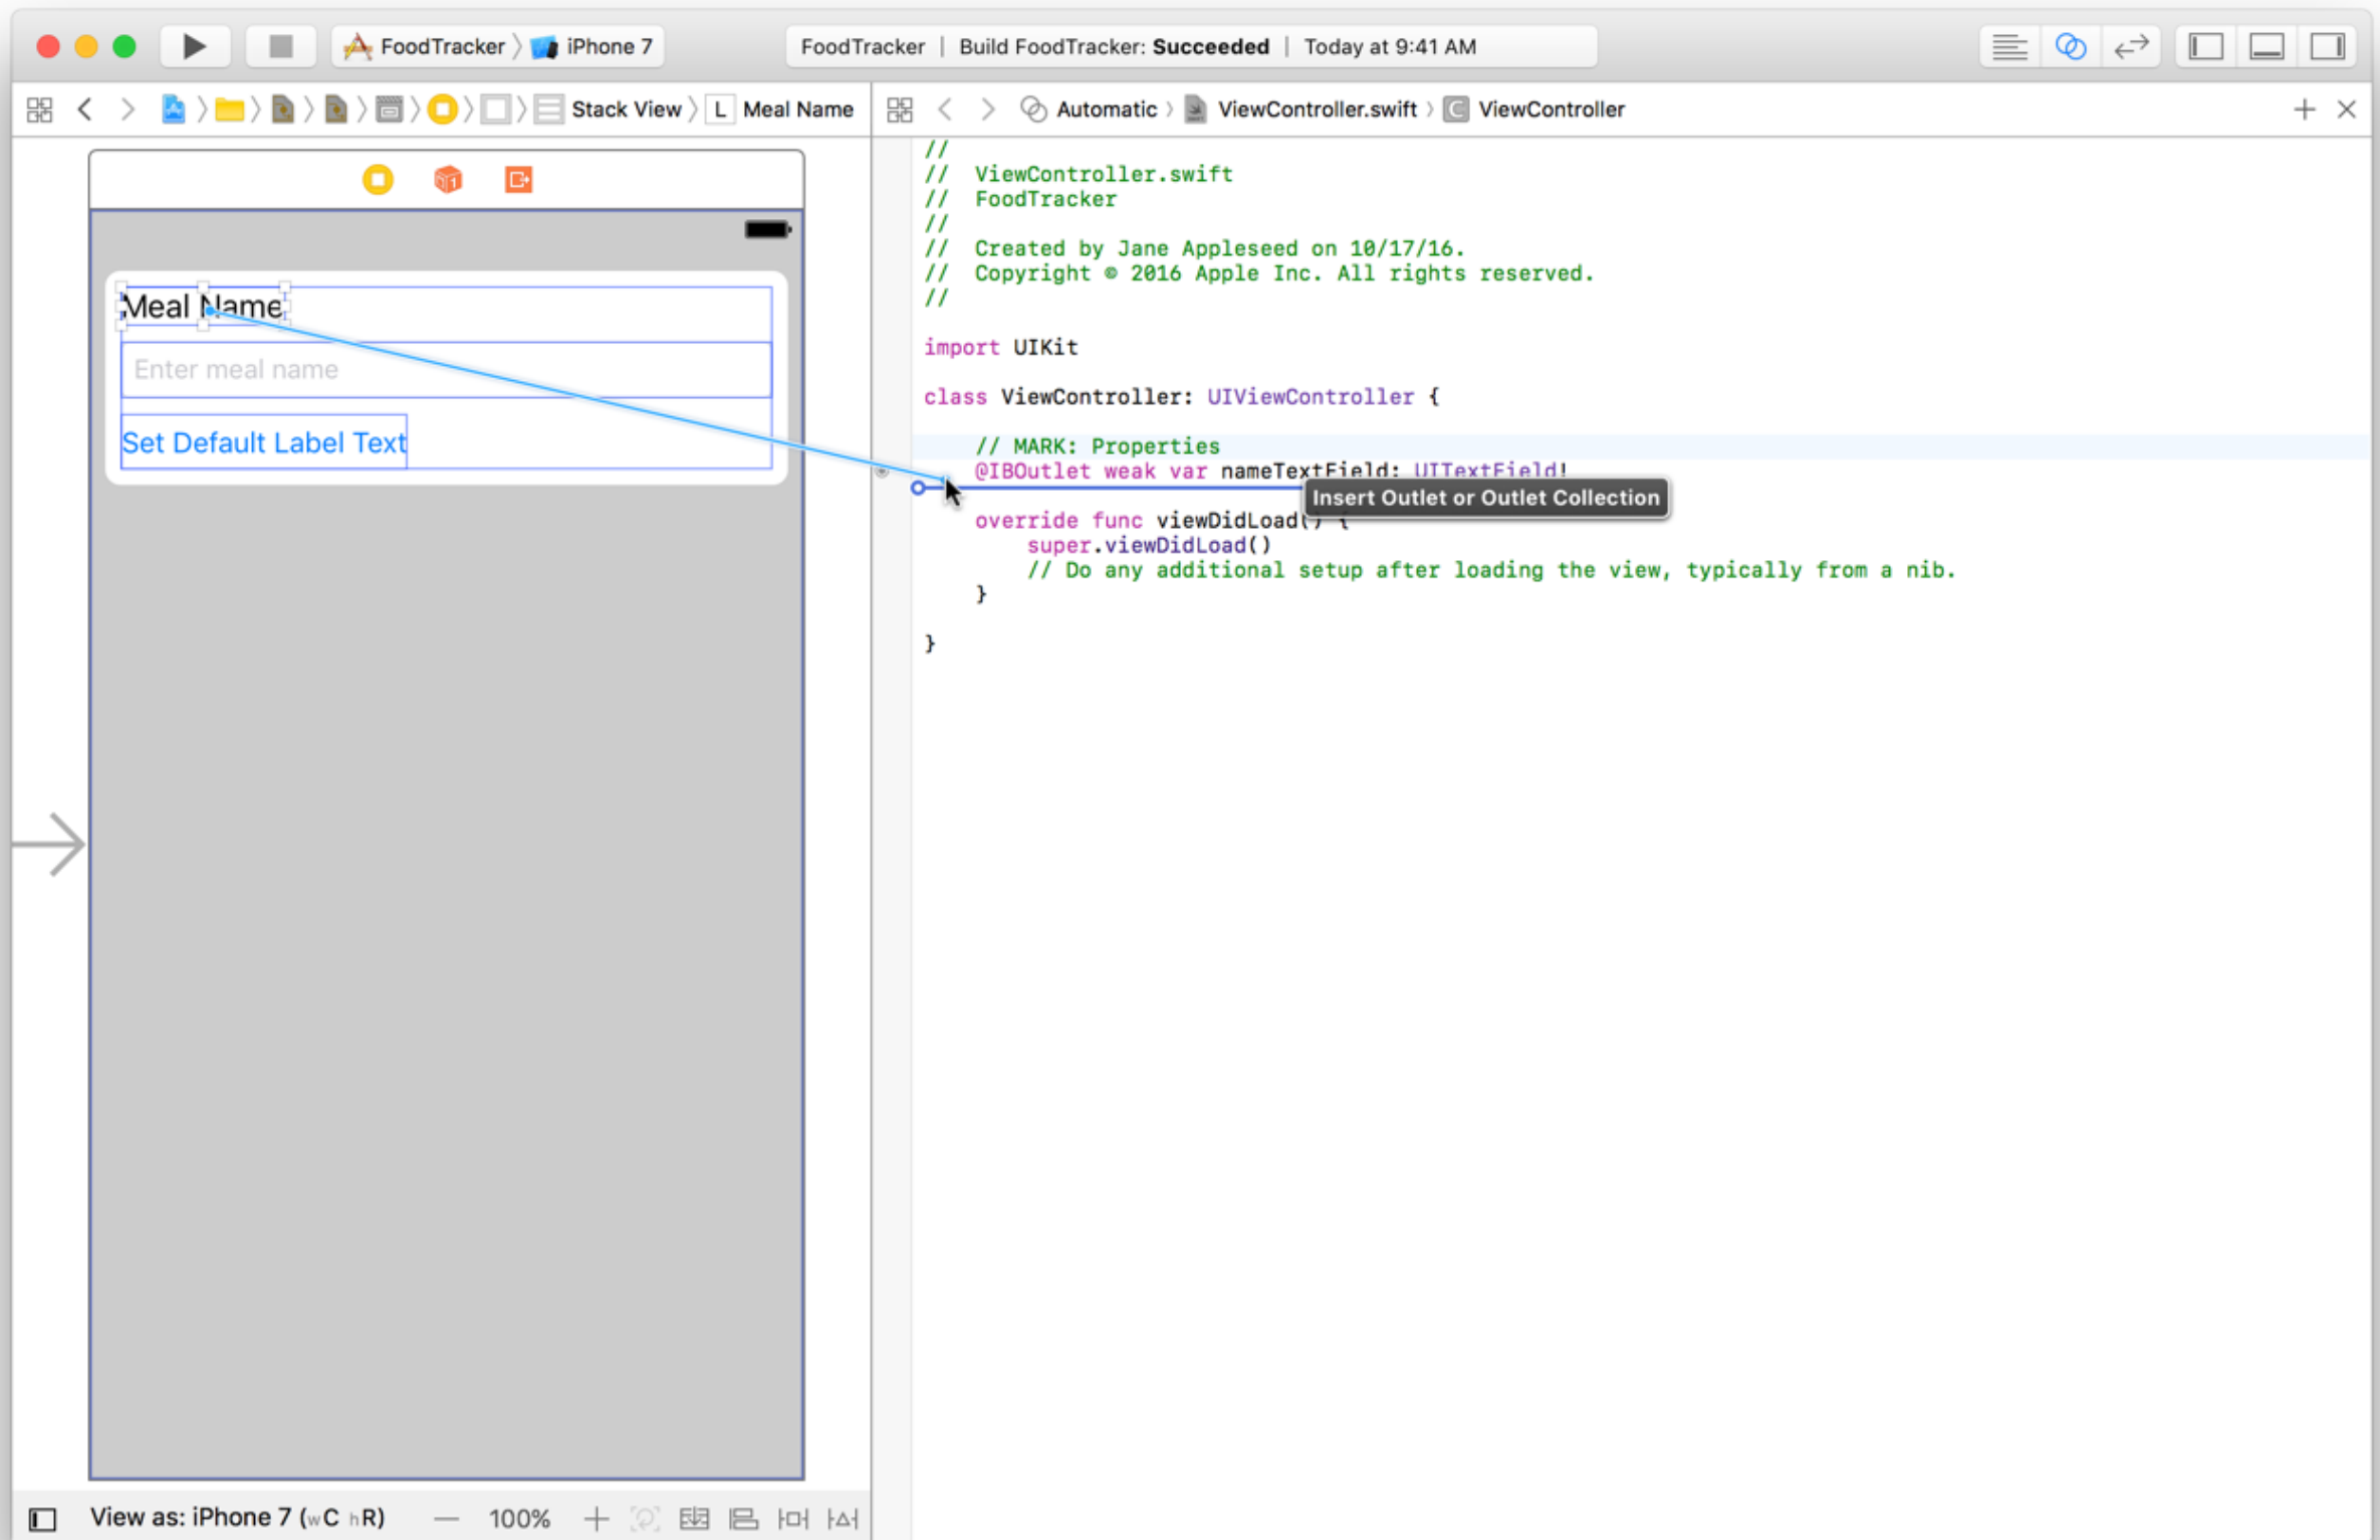 FoodTracker iPhone 7
FoodTracker | Build FoodTracker: Succeeded | Today at 9:41 AM
Stack View L Meal Name
Automatic ViewController.swift C ViewController
Meal Name
Enter meal name
Set Default Label Text
//
// ViewController.swift
// FoodTracker
//
// Created by Jane Appleseed on 10/17/16.
// Copyright © 2016 Apple Inc. All rights reserved.
//
import UIKit
class ViewController: UIViewController {
// MARK: Properties
@IBOutlet weak var nameTextField: UITextField!
Insert Outlet or Outlet Collection
override func viewDidLoad() {
super.viewDidLoad()
// Do any additional setup after loading the view, typically from a nib.
}
}
View as: iPhone 7 (wC hR) — 100% +